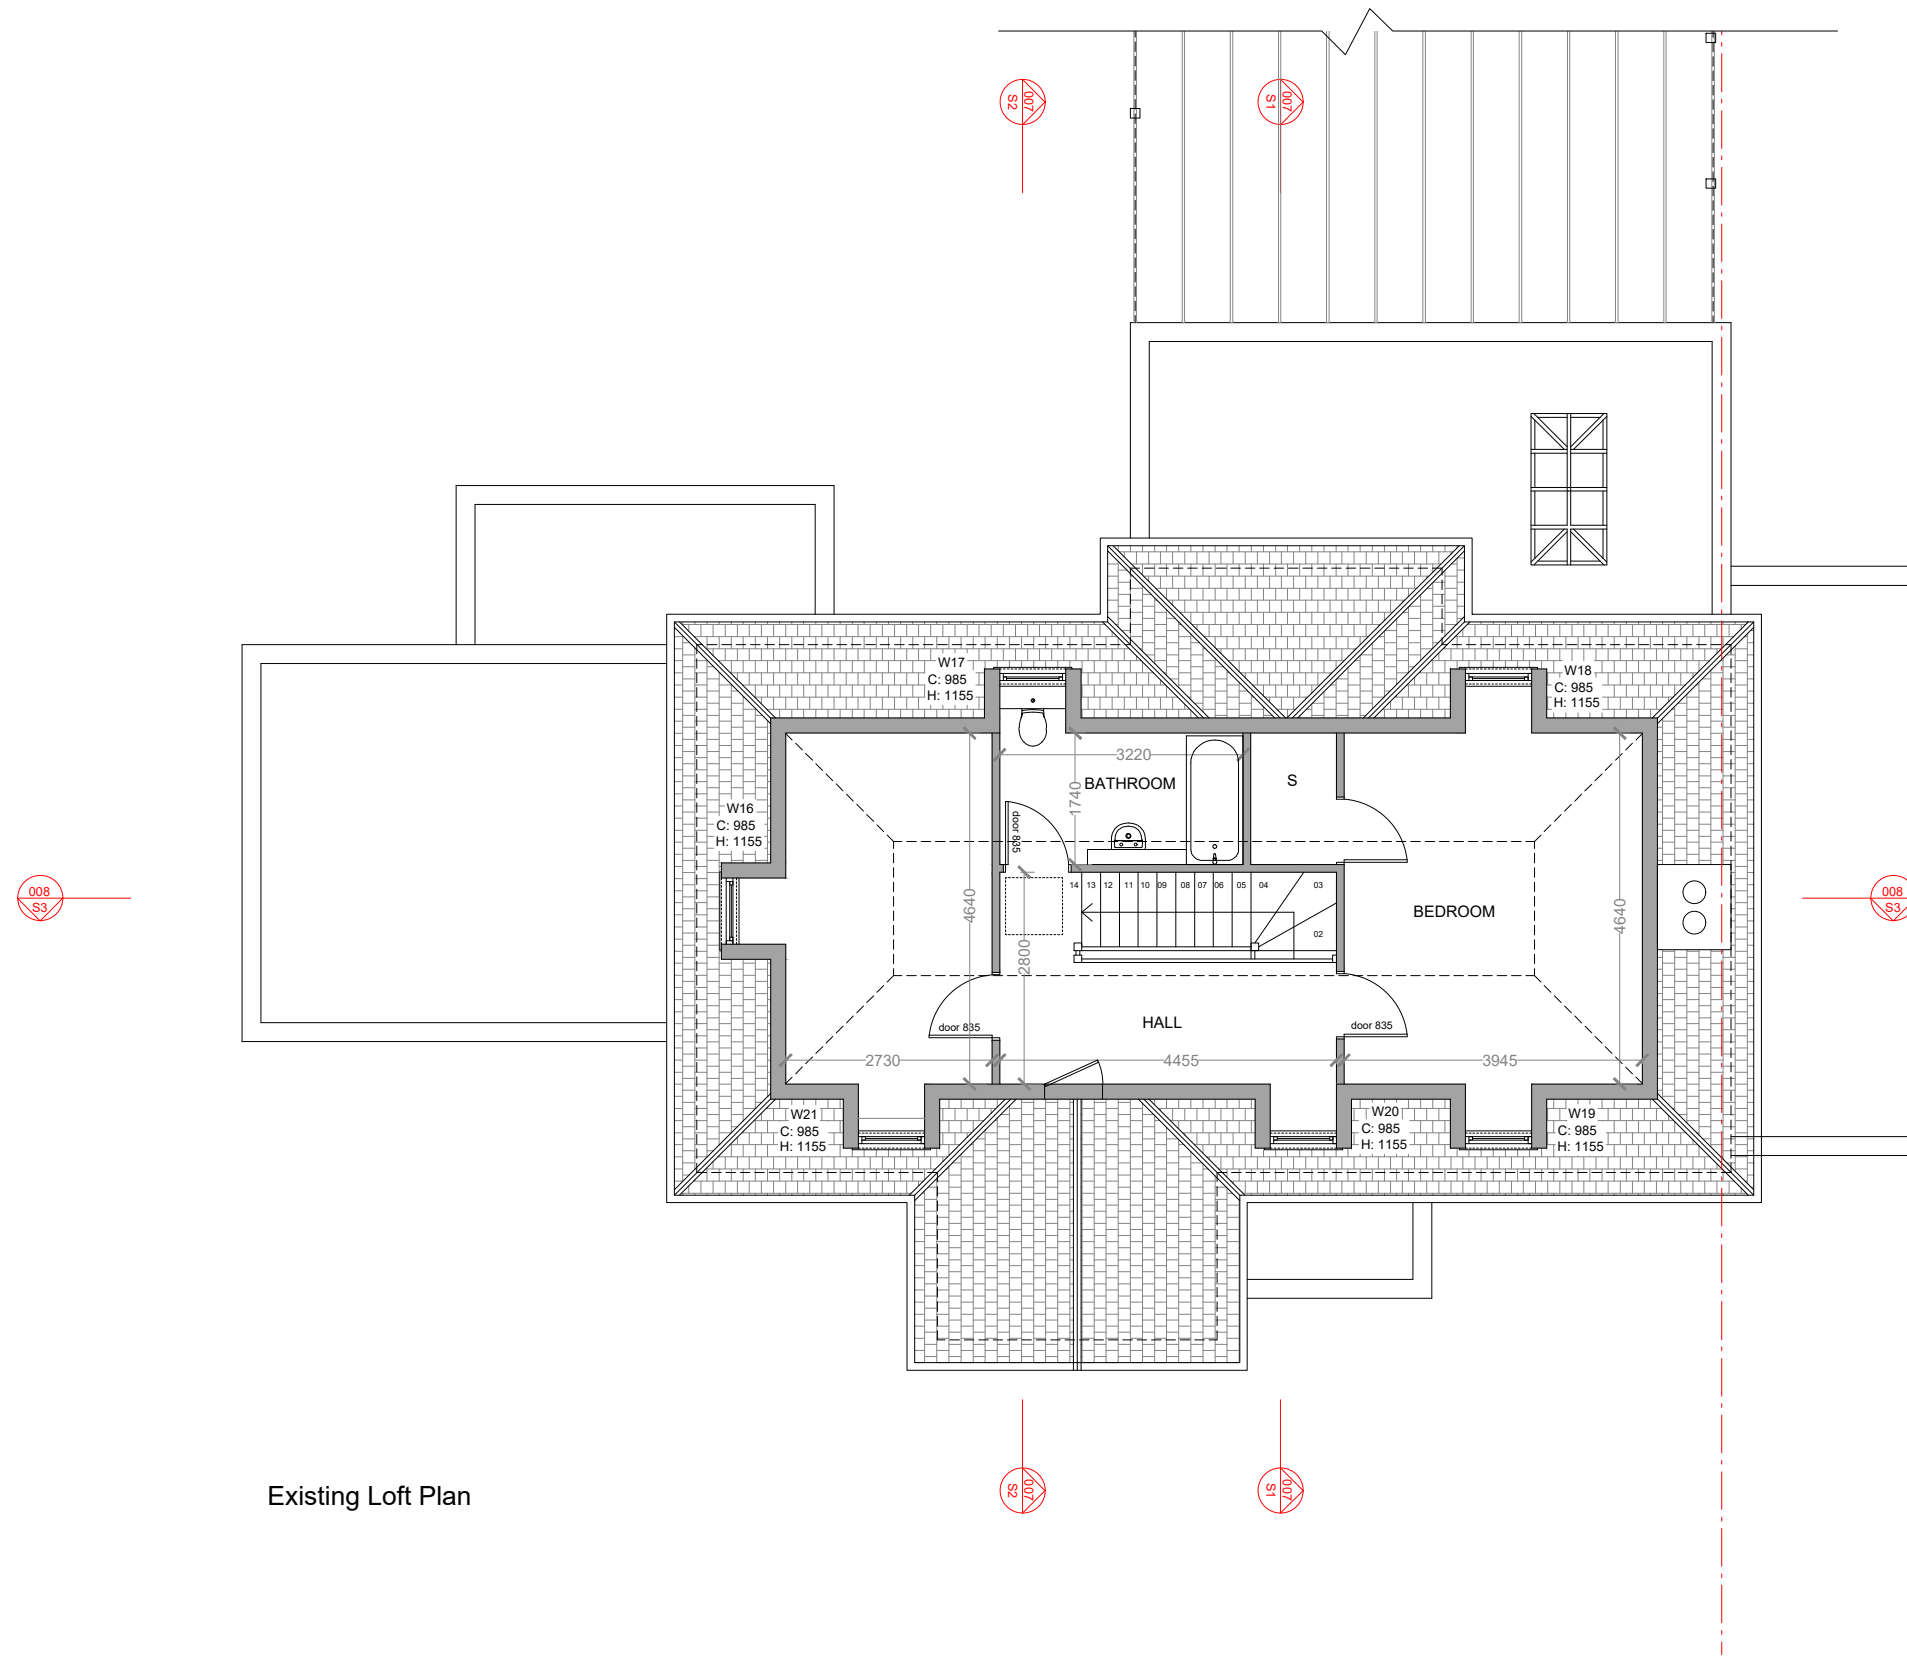 007
S2
007
S1
W17
C: 985
H: 1155
W18
C: 985
H: 1155
3220
BATHROOM
S
1740
W16
C: 985
H: 1155
door 835
14 13 12 11 10 09 08 07 06 05 04 03
02
008
S3
008
S3
4640
BEDROOM
4640
2800
HALL
door 835
door 835
2730
4455
3945
W21
C: 985
H: 1155
W20
C: 985
H: 1155
W19
C: 985
H: 1155
007
S2
007
S1
Existing Loft Plan